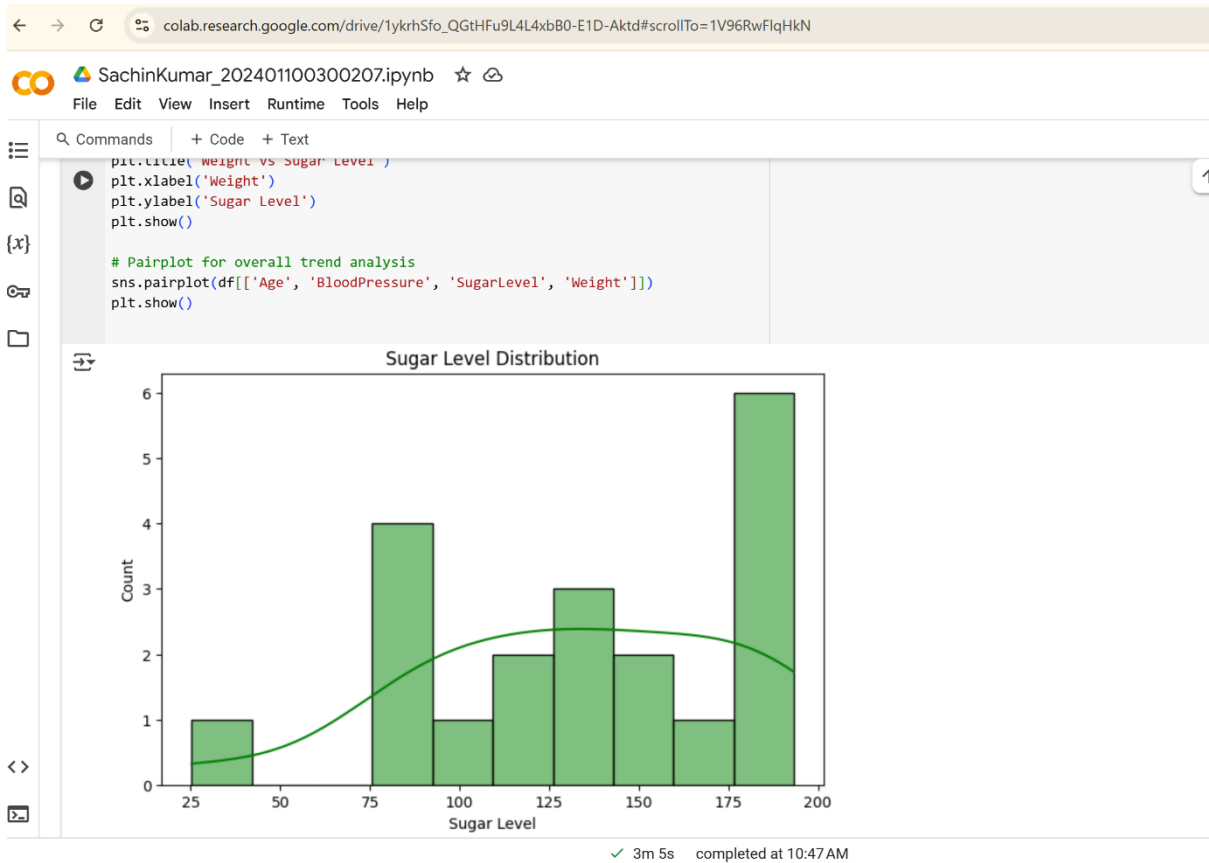 colab.research.google.com/drive/1ykrhSfo_QGtHFu9L4L4xbB0-E1D-Aktd#scrollTo=1V96RwFlqHkN
SachinKumar_202401100300207.ipynb
File Edit View Insert Runtime Tools Help
Commands + Code + Text
plt.title('Weight vs Sugar Level')
plt.xlabel('Weight')
plt.ylabel('Sugar Level')
plt.show()
# Pairplot for overall trend analysis
sns.pairplot(df[['Age', 'BloodPressure', 'SugarLevel', 'Weight']])
plt.show()
{x}
Sugar Level Distribution
6
5
4
3
2
1
0
Count
25 50 75 100 125 150 175 200
Sugar Level
3m 5s completed at 10:47 AM